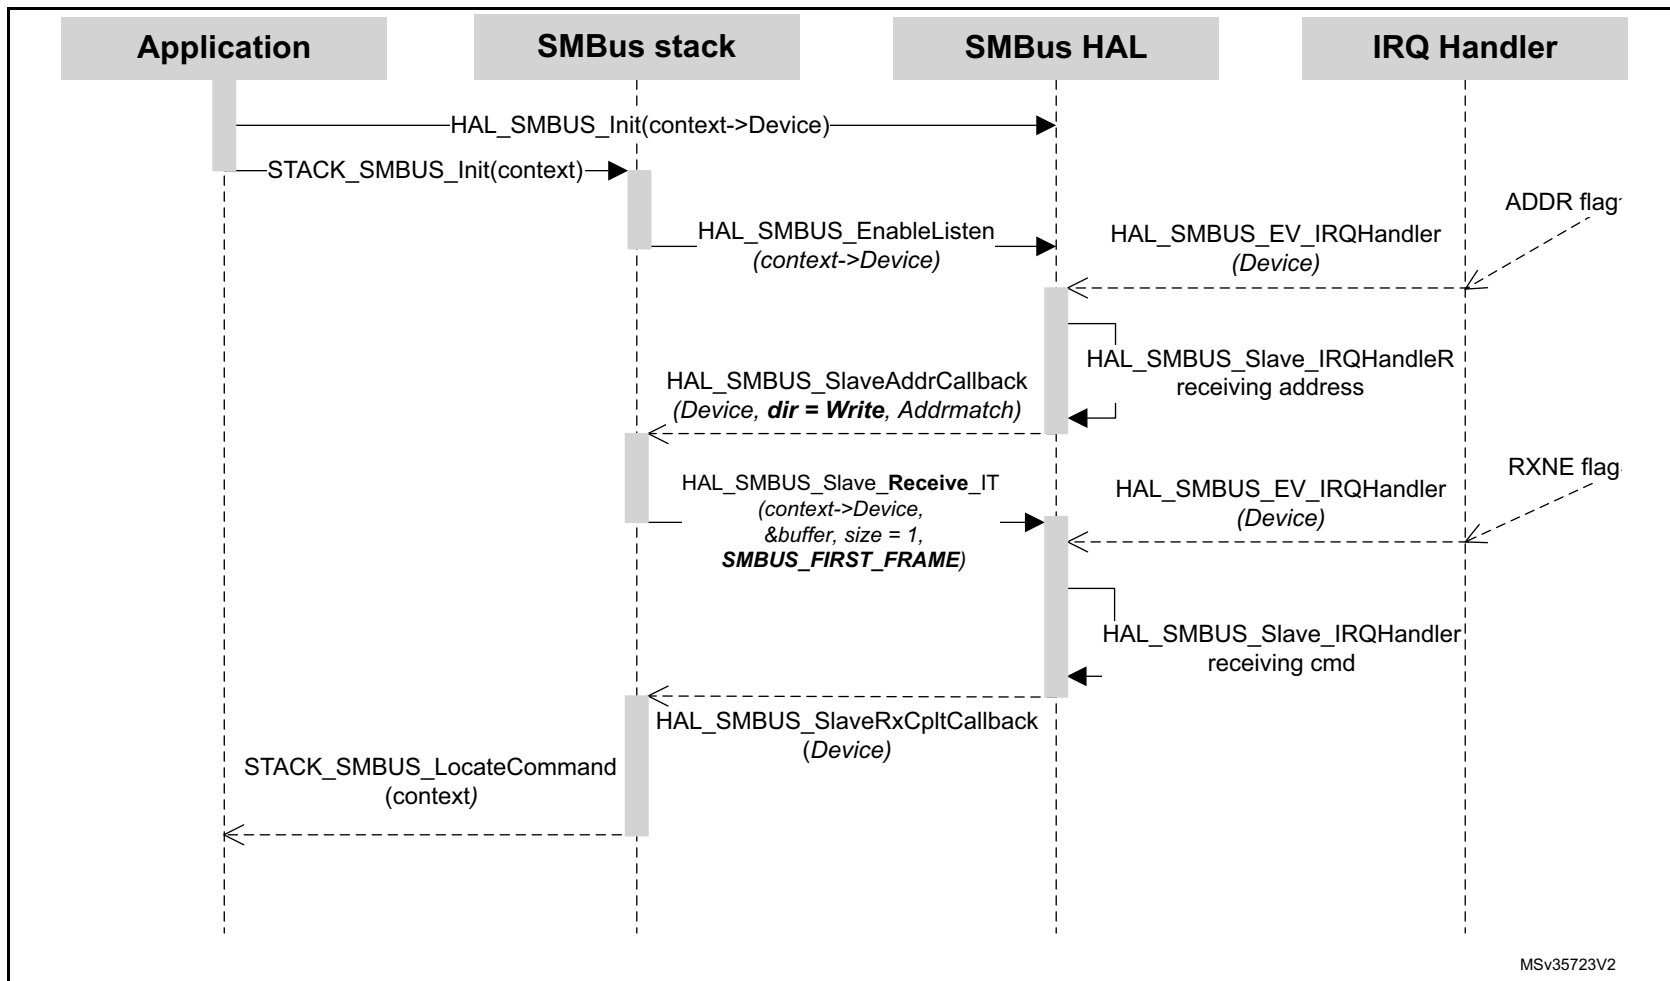 Application
SMBus stack
SMBus HAL
IRQ Handler
HAL_SMBUS_Init(context->Device)
STACK_SMBUS_Init(context)
ADDR flag
HAL_SMBUS_EnableListen
(context->Device)
HAL_SMBUS_EV_IRQHandler
(Device)
HAL_SMBUS_Slave_IRQHandleR
receiving address
HAL_SMBUS_SlaveAddrCallback
(Device, dir = Write, Addrmatch)
RXNE flag
HAL_SMBUS_Slave_Receive_IT
(context->Device,
&buffer, size = 1,
SMBUS_FIRST_FRAME)
HAL_SMBUS_EV_IRQHandler
(Device)
HAL_SMBUS_Slave_IRQHandler
receiving cmd
HAL_SMBUS_SlaveRxCpltCallback
(Device)
STACK_SMBUS_LocateCommand
(context)
MSv35723V2